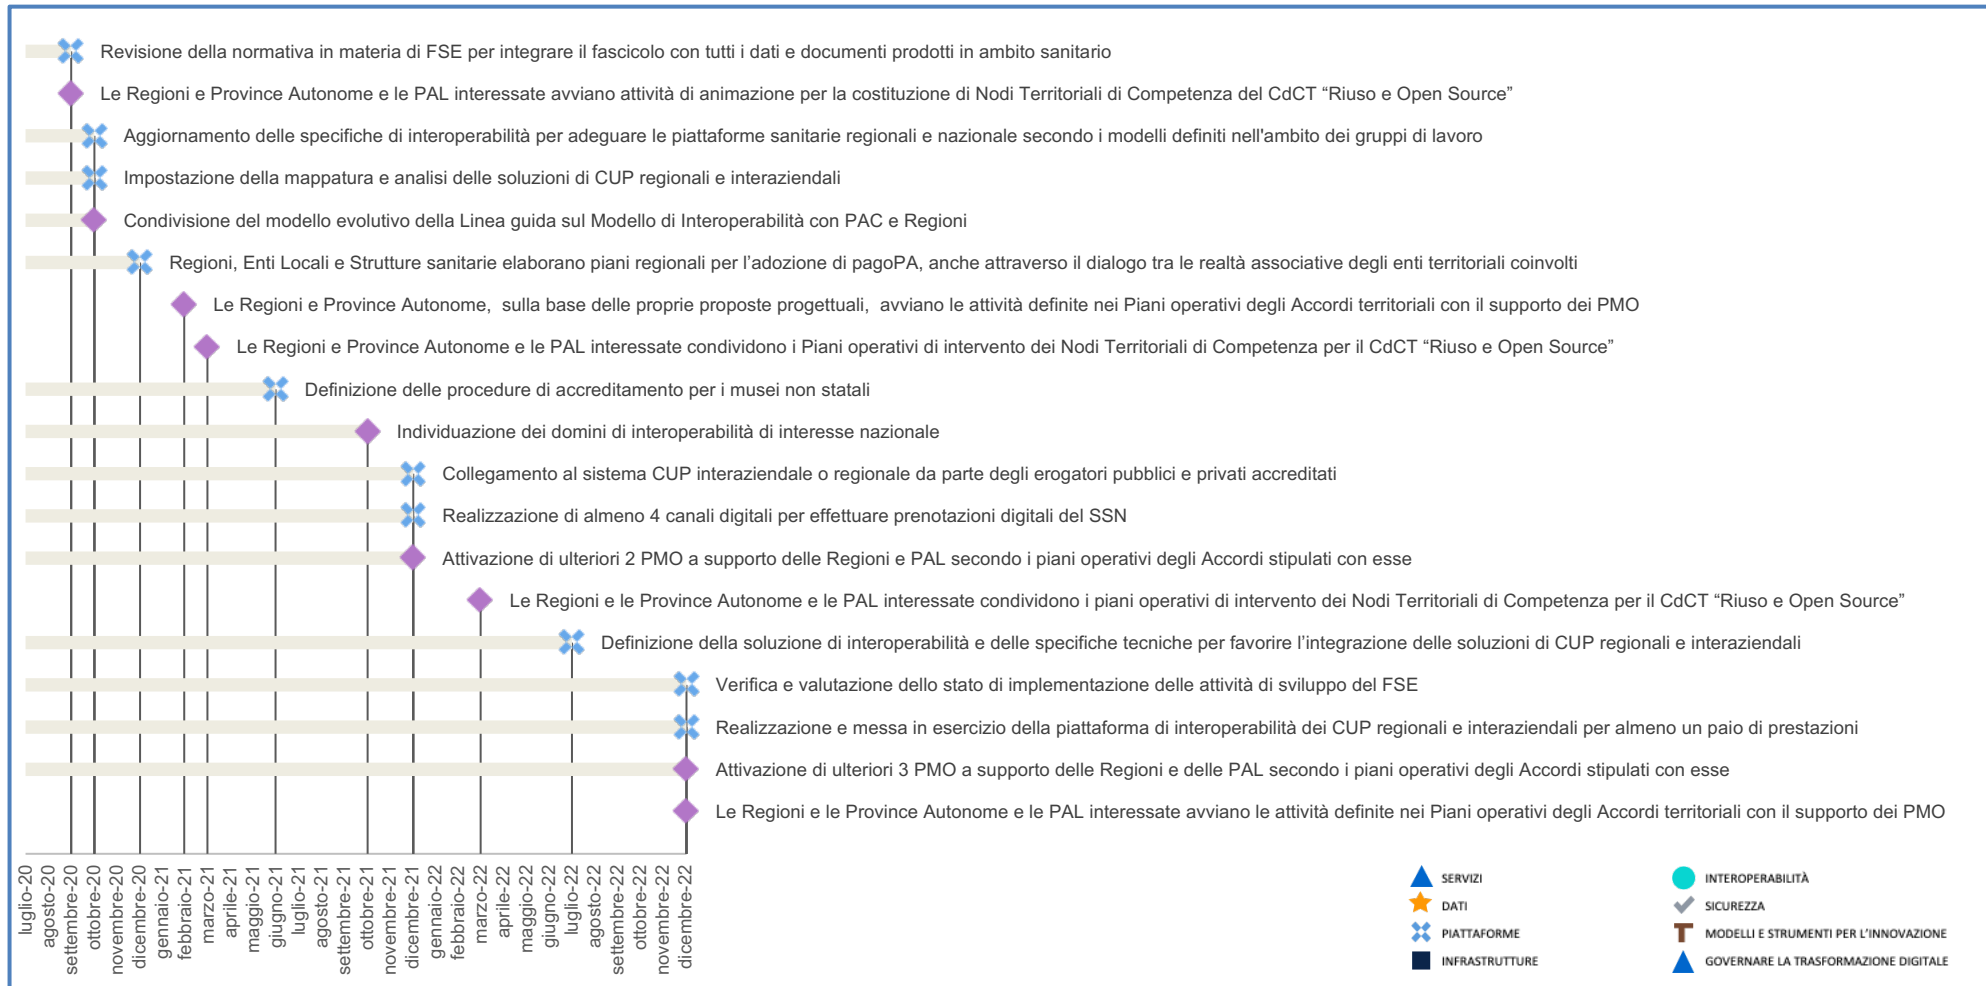 Revisione della normativa in materia di FSE per integrare il fascicolo con tutti i dati e documenti prodotti in ambito sanitario
Le Regioni e Province Autonome e le PAL interessate avviano attività di animazione per la costituzione di Nodi Territoriali di Competenza del CdCT “Riuso e Open Source”
Aggiornamento delle specifiche di interoperabilità per adeguare le piattaforme sanitarie regionali e nazionale secondo i modelli definiti nell'ambito dei gruppi di lavoro
Impostazione della mappatura e analisi delle soluzioni di CUP regionali e interaziendali
Condivisione del modello evolutivo della Linea guida sul Modello di Interoperabilità con PAC e Regioni
Regioni, Enti Locali e Strutture sanitarie elaborano piani regionali per l’adozione di pagoPA, anche attraverso il dialogo tra le realtà associative degli enti territoriali coinvolti
Le Regioni e Province Autonome, sulla base delle proprie proposte progettuali, avviano le attività definite nei Piani operativi degli Accordi territoriali con il supporto dei PMO
Le Regioni e Province Autonome e le PAL interessate condividono i Piani operativi di intervento dei Nodi Territoriali di Competenza per il CdCT “Riuso e Open Source”
Definizione delle procedure di accreditamento per i musei non statali
Individuazione dei domini di interoperabilità di interesse nazionale
Collegamento al sistema CUP interaziendale o regionale da parte degli erogatori pubblici e privati accreditati
Realizzazione di almeno 4 canali digitali per effettuare prenotazioni digitali del SSN
Attivazione di ulteriori 2 PMO a supporto delle Regioni e PAL secondo i piani operativi degli Accordi stipulati con esse
Le Regioni e le Province Autonome e le PAL interessate condividono i piani operativi di intervento dei Nodi Territoriali di Competenza per il CdCT “Riuso e Open Source”
Definizione della soluzione di interoperabilità e delle specifiche tecniche per favorire l’integrazione delle soluzioni di CUP regionali e interaziendali
Verifica e valutazione dello stato di implementazione delle attività di sviluppo del FSE
Realizzazione e messa in esercizio della piattaforma di interoperabilità dei CUP regionali e interaziendali per almeno un paio di prestazioni
Attivazione di ulteriori 3 PMO a supporto delle Regioni e delle PAL secondo i piani operativi degli Accordi stipulati con esse
Le Regioni e le Province Autonome e le PAL interessate avviano le attività definite nei Piani operativi degli Accordi territoriali con il supporto dei PMO
luglio-20
agosto-20
settembre-20
ottobre-20
novembre-20
dicembre-20
gennaio-21
febbraio-21
marzo-21
aprile-21
maggio-21
giugno-21
luglio-21
agosto-21
settembre-21
ottobre-21
novembre-21
dicembre-21
gennaio-22
febbraio-22
marzo-22
aprile-22
maggio-22
giugno-22
luglio-22
agosto-22
settembre-22
ottobre-22
novembre-22
dicembre-22
SERVIZI
DATI
PIATTAFORME
INFRASTRUTTURE
INTEROPERABILITÀ
SICUREZZA
MODELLI E STRUMENTI PER L’INNOVAZIONE
GOVERNARE LA TRASFORMAZIONE DIGITALE